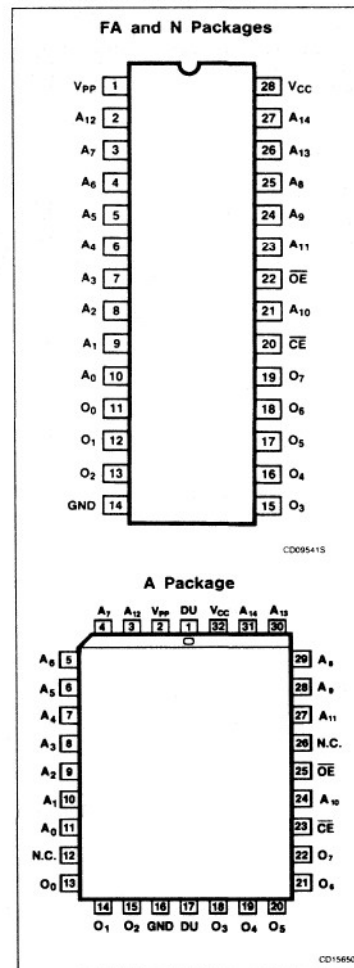 FA and N Packages
VPP 1 28 VCC
A12 2 27 A14
A7 3 26 A13
A6 4 25 A8
A5 5 24 A9
A4 6 23 A11
A3 7 22 OE
A2 8 21 A10
A1 9 20 CE
A0 10 19 O7
O0 11 18 O6
O1 12 17 O5
O2 13 16 O4
GND 14 15 O3
CD09541S
A Package
A7 A12 VPP DU VCC A14 A13
4 3 2 1 32 31 30
A6 5 29 A8
A5 6 28 A9
A4 7 27 A11
A3 8 26 N.C.
A2 9 25 OE
A1 10 24 A10
A0 11 23 CE
N.C. 12 22 O7
O0 13 21 O6
14 15 16 17 18 19 20
O1 O2 GND DU O3 O4 O5
CD15650